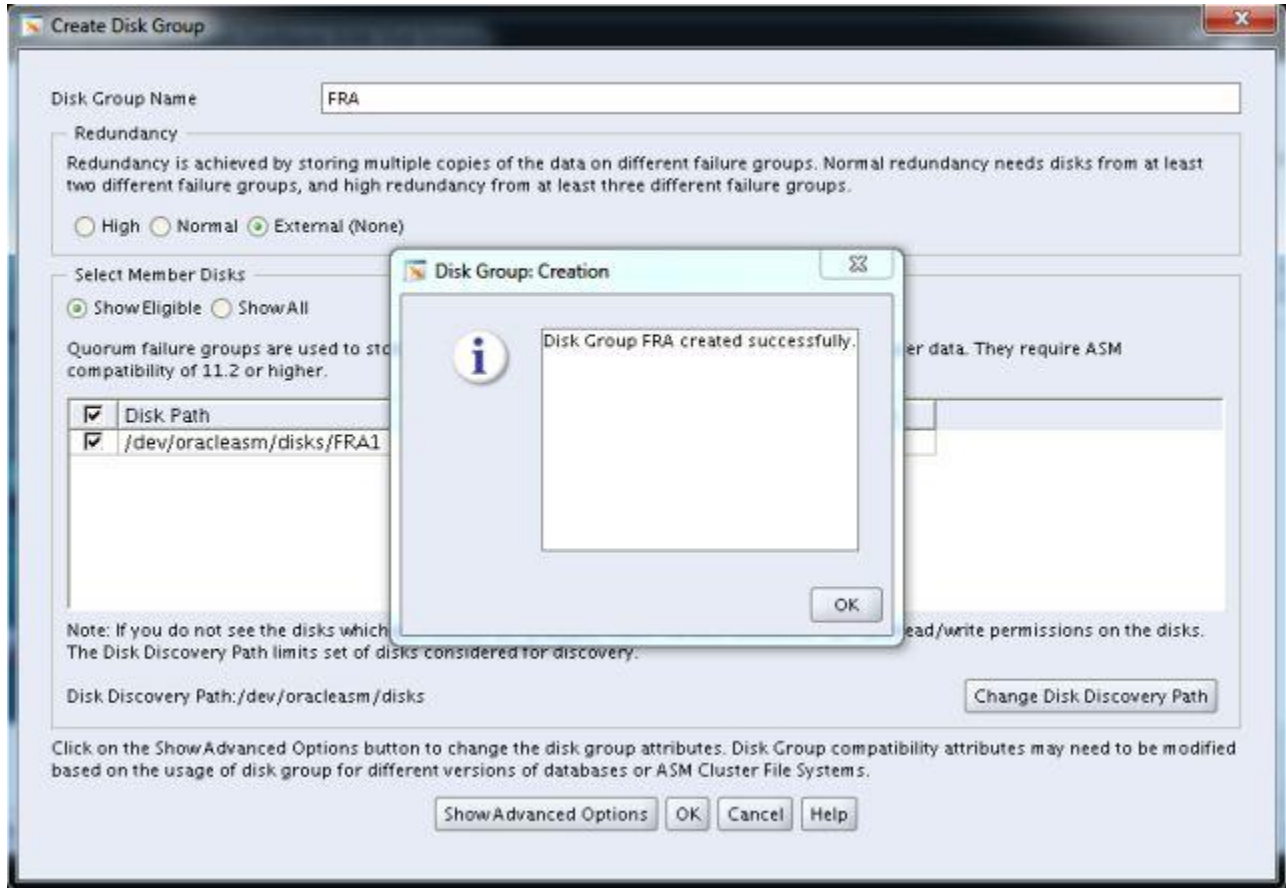 Create Disk Group
Disk Group Name
FRA
Redundancy
Redundancy is achieved by storing multiple copies of the data on different failure groups. Normal redundancy needs disks from at least
two different failure groups, and high redundancy from at least three different failure groups.
High Normal External (None)
Select Member Disks
Show Eligible Show All
Quorum failure groups are used to
er data. They require ASM
compatibility of 11.2 or higher.
Disk Path
/dev/oracleasm/disks/FRA1
Disk Group: Creation
Disk Group FRA created successfully.
OK
Note: If you do not see the disks which
ead/write permissions on the disks.
The Disk Discovery Path limits set of disks considered for discovery.
Disk Discovery Path:/dev/oracleasm/disks
Change Disk Discovery Path
Click on the Show Advanced Options button to change the disk group attributes. Disk Group compatibility attributes may need to be modified
based on the usage of disk group for different versions of databases or ASM Cluster File Systems.
Show Advanced Options OK Cancel Help